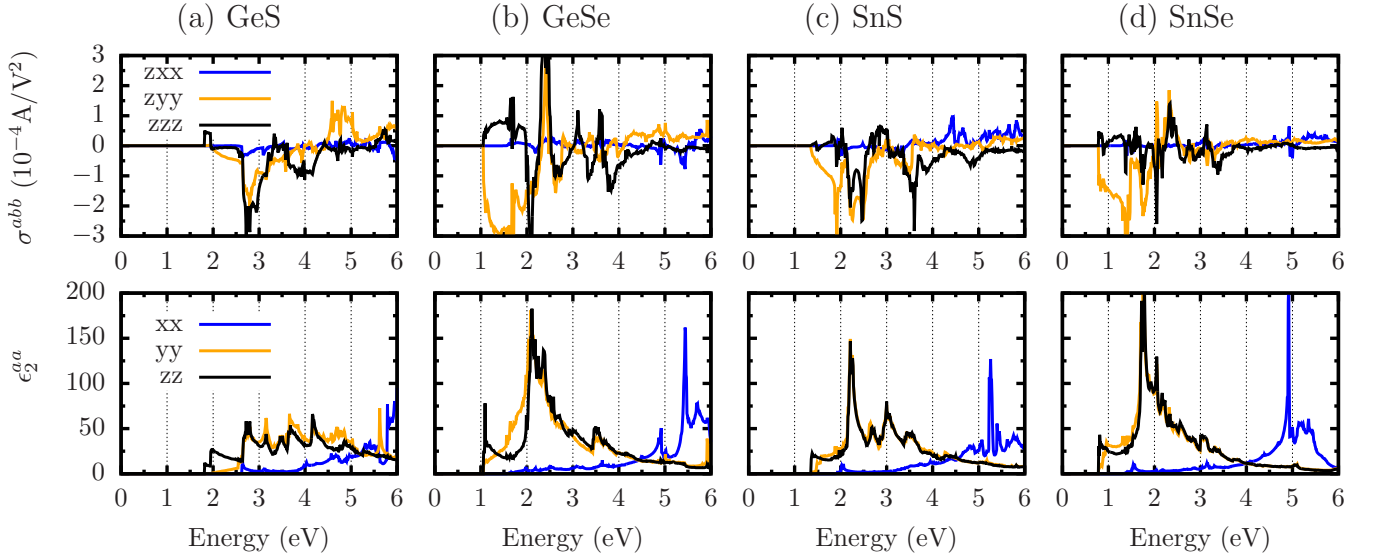 (a) GeS (b) GeSe (c) SnS (d) SnSe
σ^{abb} (10^{−4}A/V^{2})
3
2
1
0
−1
−2
−3
zxx
zyy
zzz
0 1 2 3 4 5 6 0 1 2 3 4 5 6 0 1 2 3 4 5 6 0 1 2 3 4 5 6
ϵ_{2}^{aa}
200
150
100
50
0
xx
yy
zz
0 1 2 3 4 5 6 0 1 2 3 4 5 6 0 1 2 3 4 5 6 0 1 2 3 4 5 6
Energy (eV) Energy (eV) Energy (eV) Energy (eV)